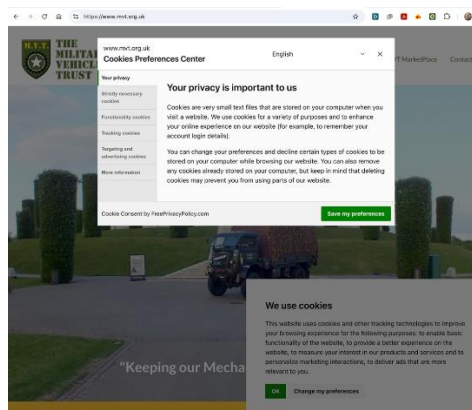 https://www.mvt.org.uk
M.V.T.
THE
MILITAR
VEHICL
TRUST
MarketPlace
Contact
www.mvt.org.uk
Cookies Preferences Center
English
Your privacy
Strictly necessary
cookies
Functionality cookies
Tracking cookies
Targeting and
advertising cookies
More information
Your privacy is important to us
Cookies are very small text files that are stored on your computer when you
visit a website. We use cookies for a variety of purposes and to enhance
your online experience on our website (for example, to remember your
account login details).
You can change your preferences and decline certain types of cookies to be
stored on your computer while browsing our website. You can also remove
any cookies already stored on your computer, but keep in mind that deleting
cookies may prevent you from using parts of our website.
Cookie Consent by FreePrivacyPolicy.com
Save my preferences
We use cookies
This website uses cookies and other tracking technologies to improve
your browsing experience for the following purposes: to enable basic
functionality of the website, to provide a better experience on the
website, to measure your interest in our products and services and to
personalize marketing interactions, to deliver ads that are more
relevant to you.
OK
Change my preferences
"Keeping our Mecha